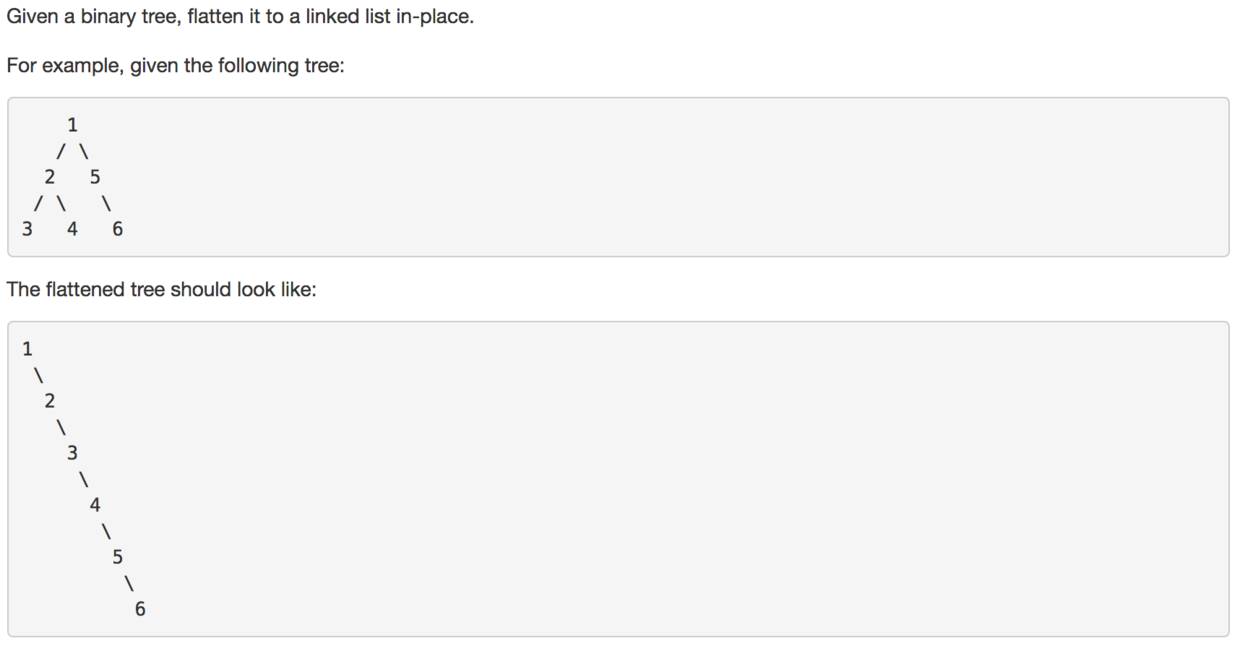 Given a binary tree, flatten it to a linked list in-place.
For example, given the following tree:
     1
    / \
   2   5
  / \   \
 3   4   6
The flattened tree should look like:
1
 \
  2
   \
    3
     \
      4
       \
        5
         \
          6